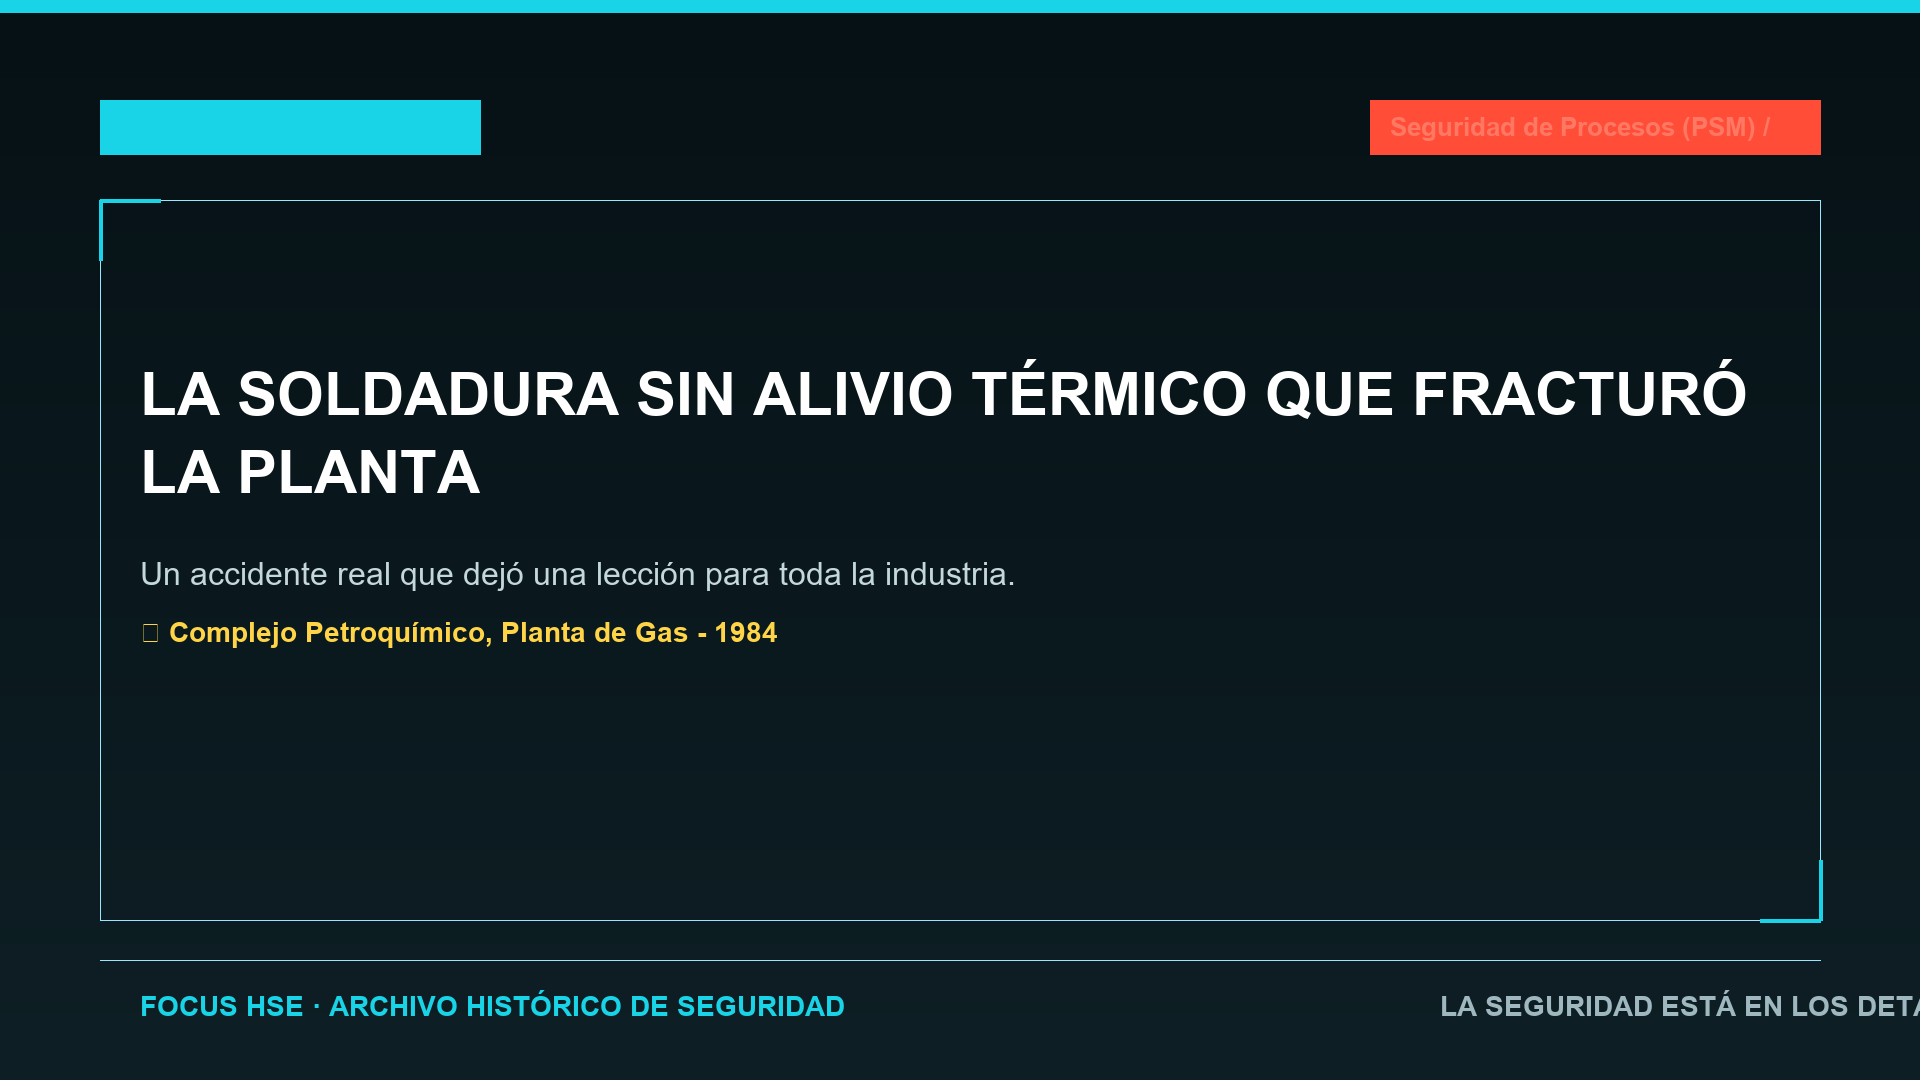 Seguridad de Procesos (PSM) /
LA SOLDADURA SIN ALIVIO TÉRMICO QUE FRACTURÓ
LA PLANTA
Un accidente real que dejó una lección para toda la industria.
Complejo Petroquímico, Planta de Gas - 1984
FOCUS HSE · ARCHIVO HISTÓRICO DE SEGURIDAD
LA SEGURIDAD ESTÁ EN LOS